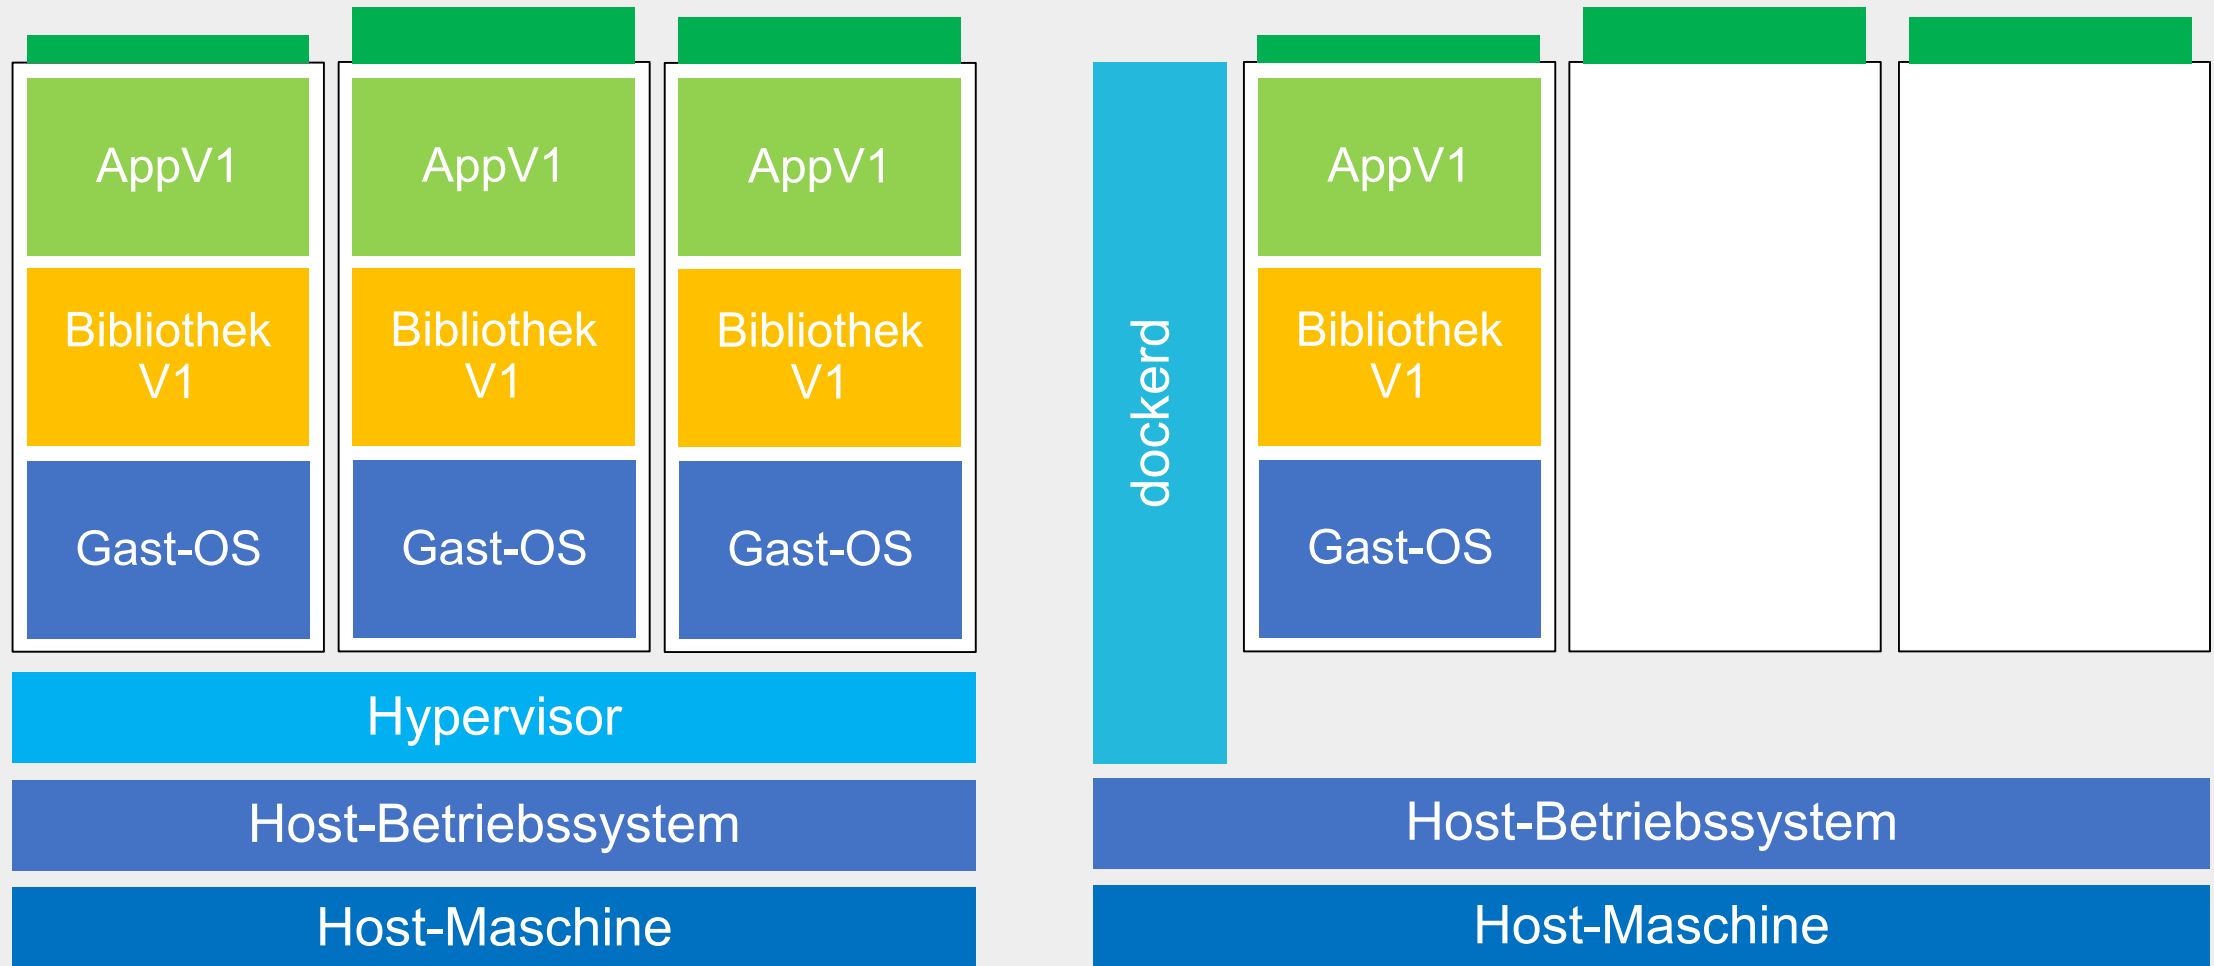 AppV1
Bibliothek
V1
Gast-OS
AppV1
Bibliothek
V1
Gast-OS
AppV1
Bibliothek
V1
Gast-OS
Hypervisor
Host-Betriebssystem
Host-Maschine
dockerd
AppV1
Bibliothek
V1
Gast-OS
Host-Betriebssystem
Host-Maschine